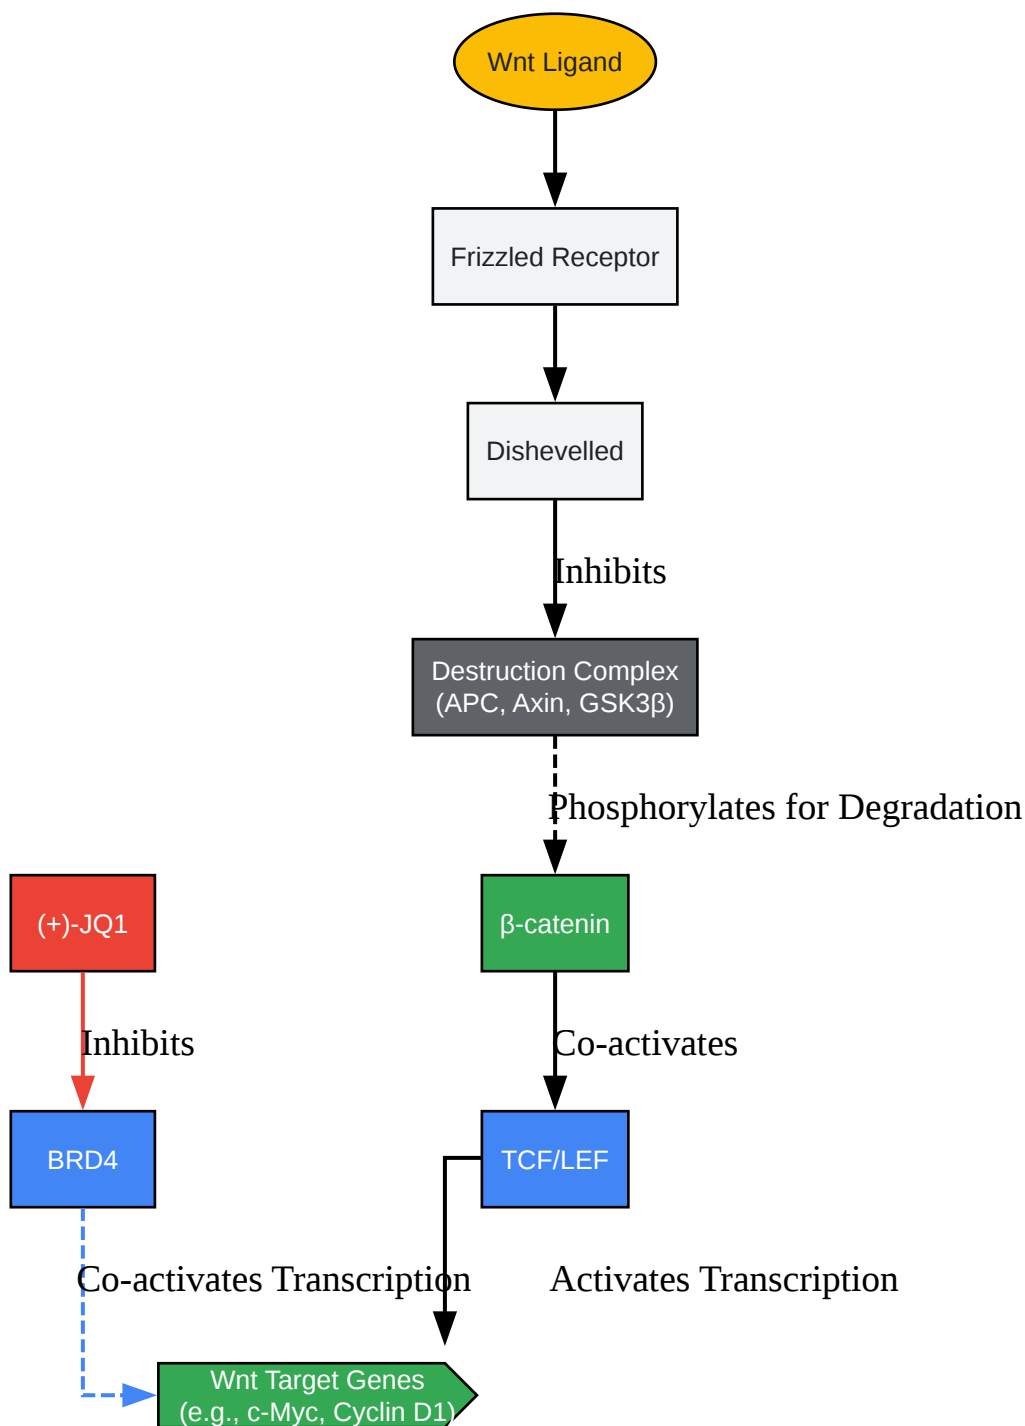 Wnt Ligand
Frizzled Receptor
Dishevelled
Inhibits
Destruction Complex
(APC, Axin, GSK3β)
Phosphorylates for Degradation
(+)-JQ1
β-catenin
Inhibits
Co-activates
BRD4
TCF/LEF
Co-activates Transcription
Activates Transcription
Wnt Target Genes
(e.g., c-Myc, Cyclin D1)